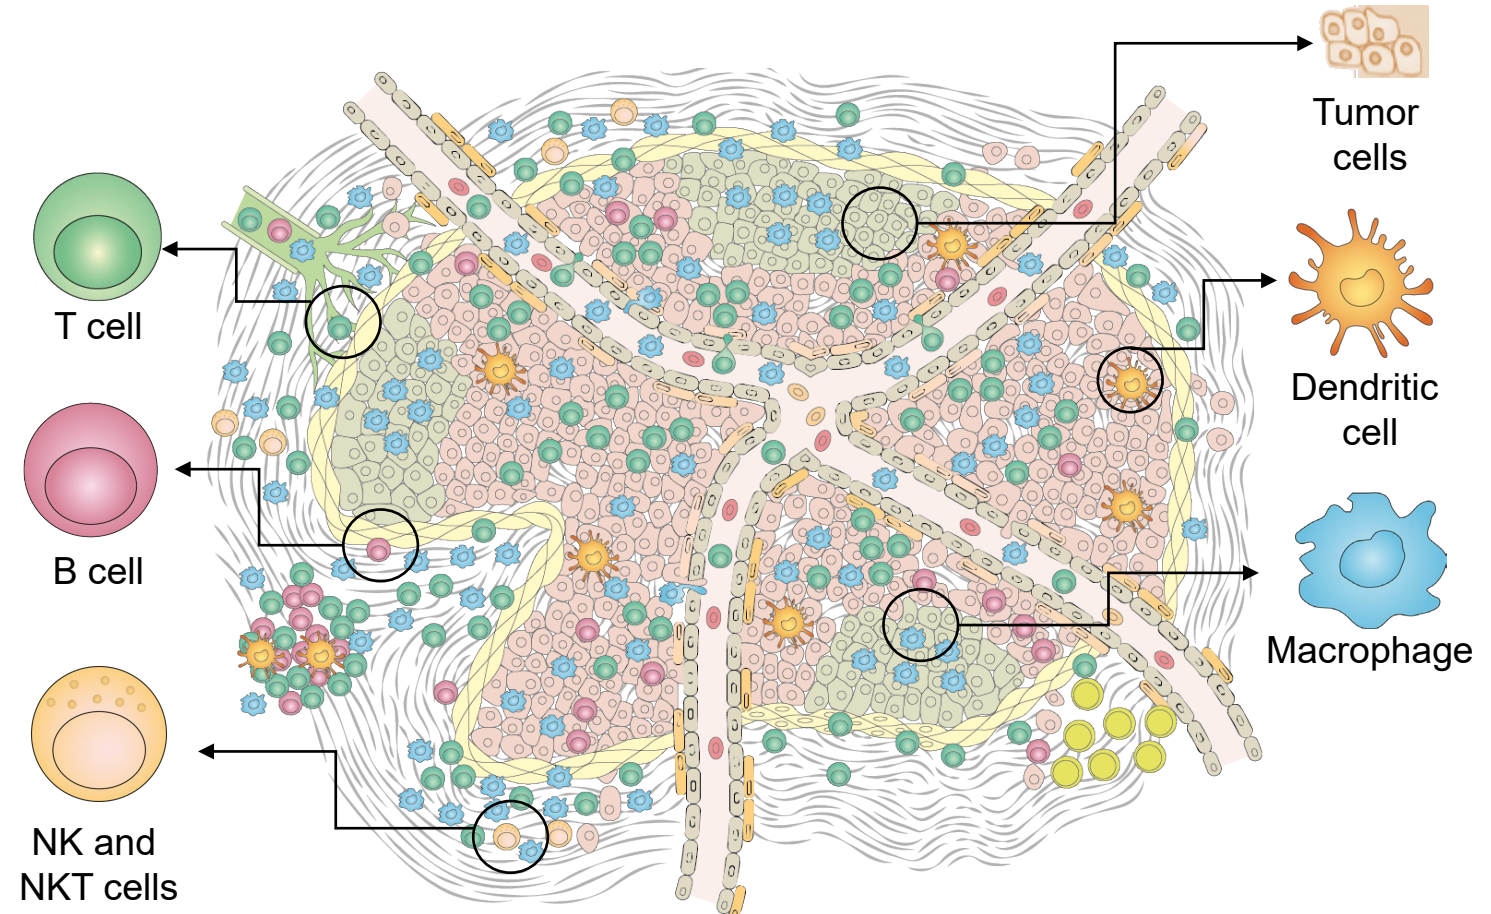 Tumor
cells
T cell
Dendritic
cell
B cell
Macrophage
NK and
NKT cells